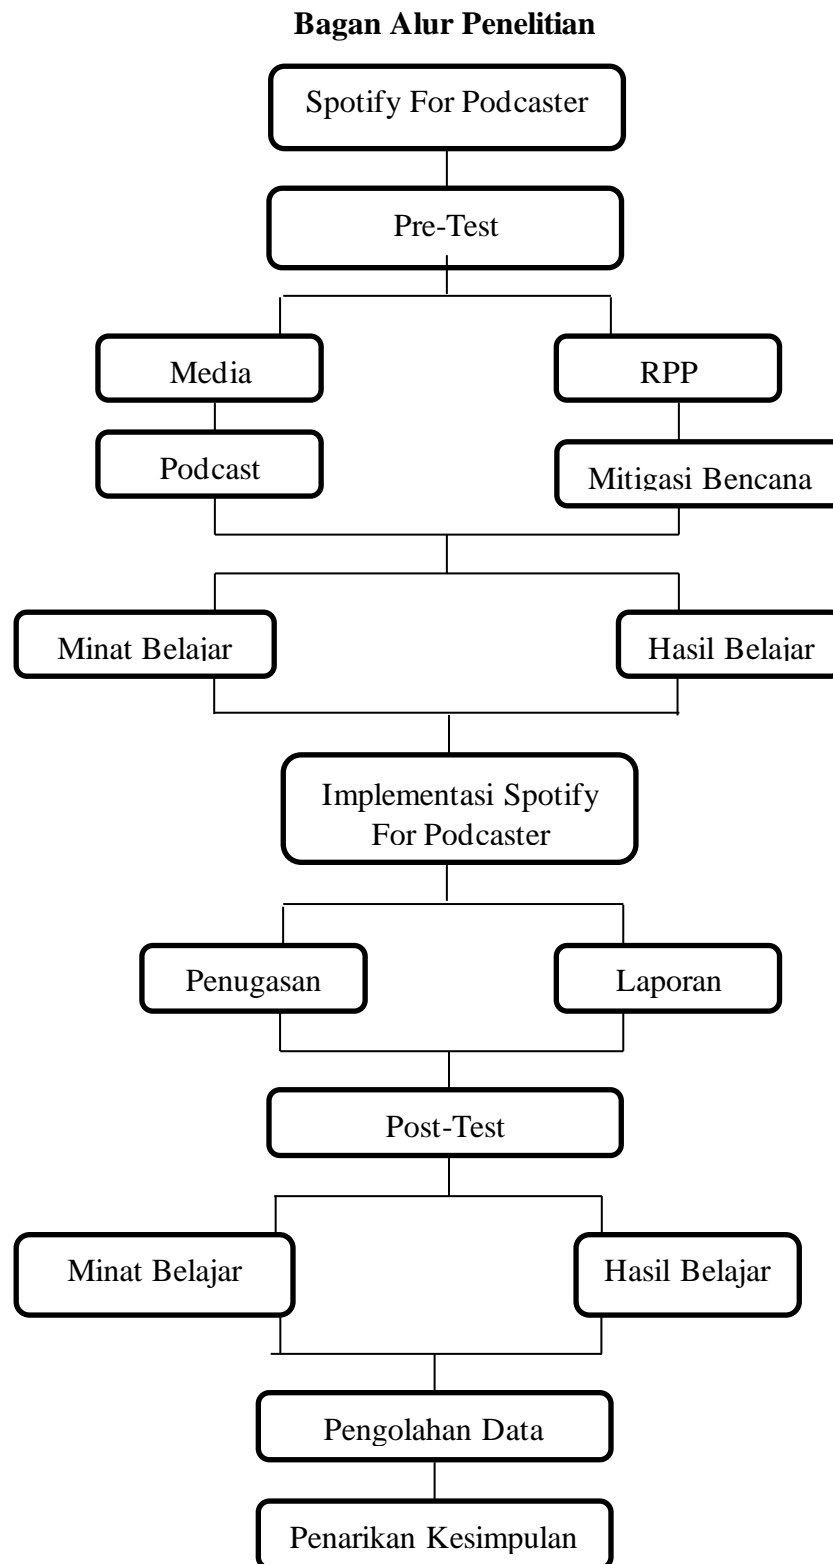 Bagan Alur Penelitian
Spotify For Podcaster
Pre-Test
Media
RPP
Podcast
Mitigasi Bencana
Minat Belajar
Hasil Belajar
Implementasi Spotify
For Podcaster
Penugasan
Laporan
Post-Test
Minat Belajar
Hasil Belajar
Pengolahan Data
Penarikan Kesimpulan